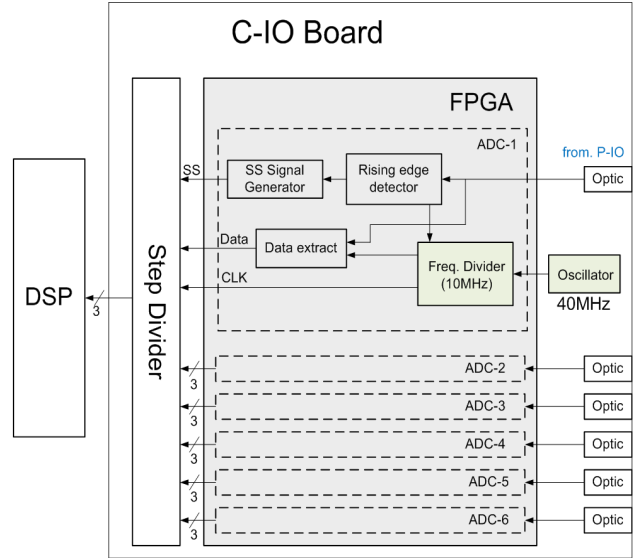 C-IO Board
FPGA
ADC-1
from. P-IO
SS
SS Signal
Generator
Rising edge
detector
Optic
Data
Data extract
Freq. Divider
(10MHz)
Oscillator
40MHz
CLK
DSP
3
Step Divider
3
ADC-2
Optic
3
ADC-3
Optic
3
ADC-4
Optic
3
ADC-5
Optic
3
ADC-6
Optic